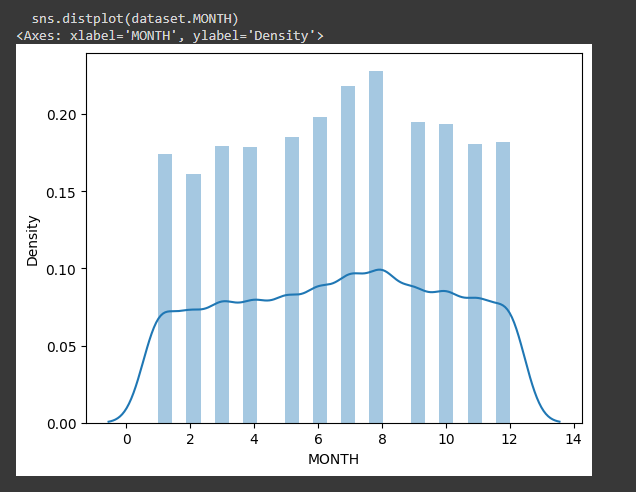 sns.distplot(dataset.MONTH)
<Axes: xlabel='MONTH', ylabel='Density'>
0.20
0.15
0.10
0.05
0.00
Density
0 2 4 6 8 10 12 14
MONTH